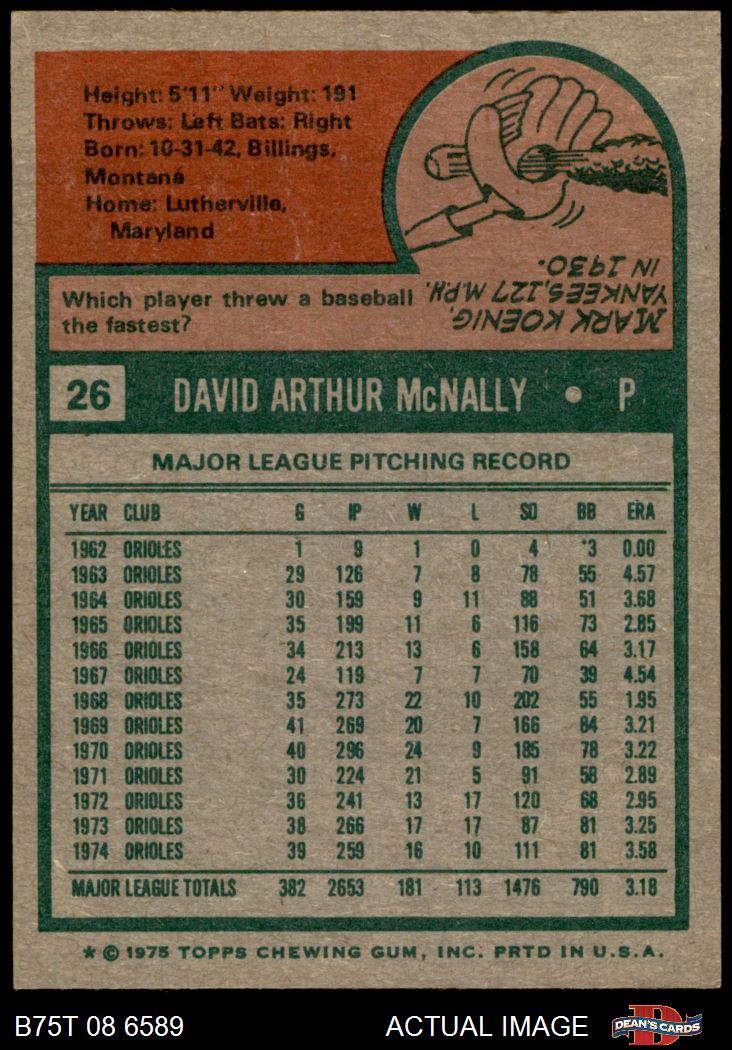 Height: 5'11" Weight: 191
Throws: Left Bats: Right
Born: 10-31-42, Billings,
Montana
Home: Lutherville,
Maryland
Which player threw a baseball
the fastest?
MARK KOENIG,
YANKEES, 127 M.P.H.
IN 1930.
26 DAVID ARTHUR McNALLY • P
MAJOR LEAGUE PITCHING RECORD
YEAR CLUB G IP W L SO BB ERA
1962 ORIOLES 1 9 1 0 4 3 0.00
1963 ORIOLES 29 126 7 8 78 55 4.57
1964 ORIOLES 30 159 9 11 88 51 3.68
1965 ORIOLES 35 199 11 6 116 73 2.85
1966 ORIOLES 34 213 13 6 158 64 3.17
1967 ORIOLES 24 119 7 7 70 39 4.54
1968 ORIOLES 35 273 22 10 202 55 1.95
1969 ORIOLES 41 269 20 7 166 84 3.21
1970 ORIOLES 40 296 24 9 185 78 3.22
1971 ORIOLES 30 224 21 5 91 58 2.89
1972 ORIOLES 36 241 13 17 120 68 2.95
1973 ORIOLES 38 266 17 17 87 81 3.25
1974 ORIOLES 39 259 16 10 111 81 3.58
MAJOR LEAGUE TOTALS 382 2653 181 113 1476 790 3.18
* © 1975 TOPPS CHEWING GUM, INC. PRTD IN U.S.A.
B75T 08 6589 ACTUAL IMAGE D DEAN'S CARDS